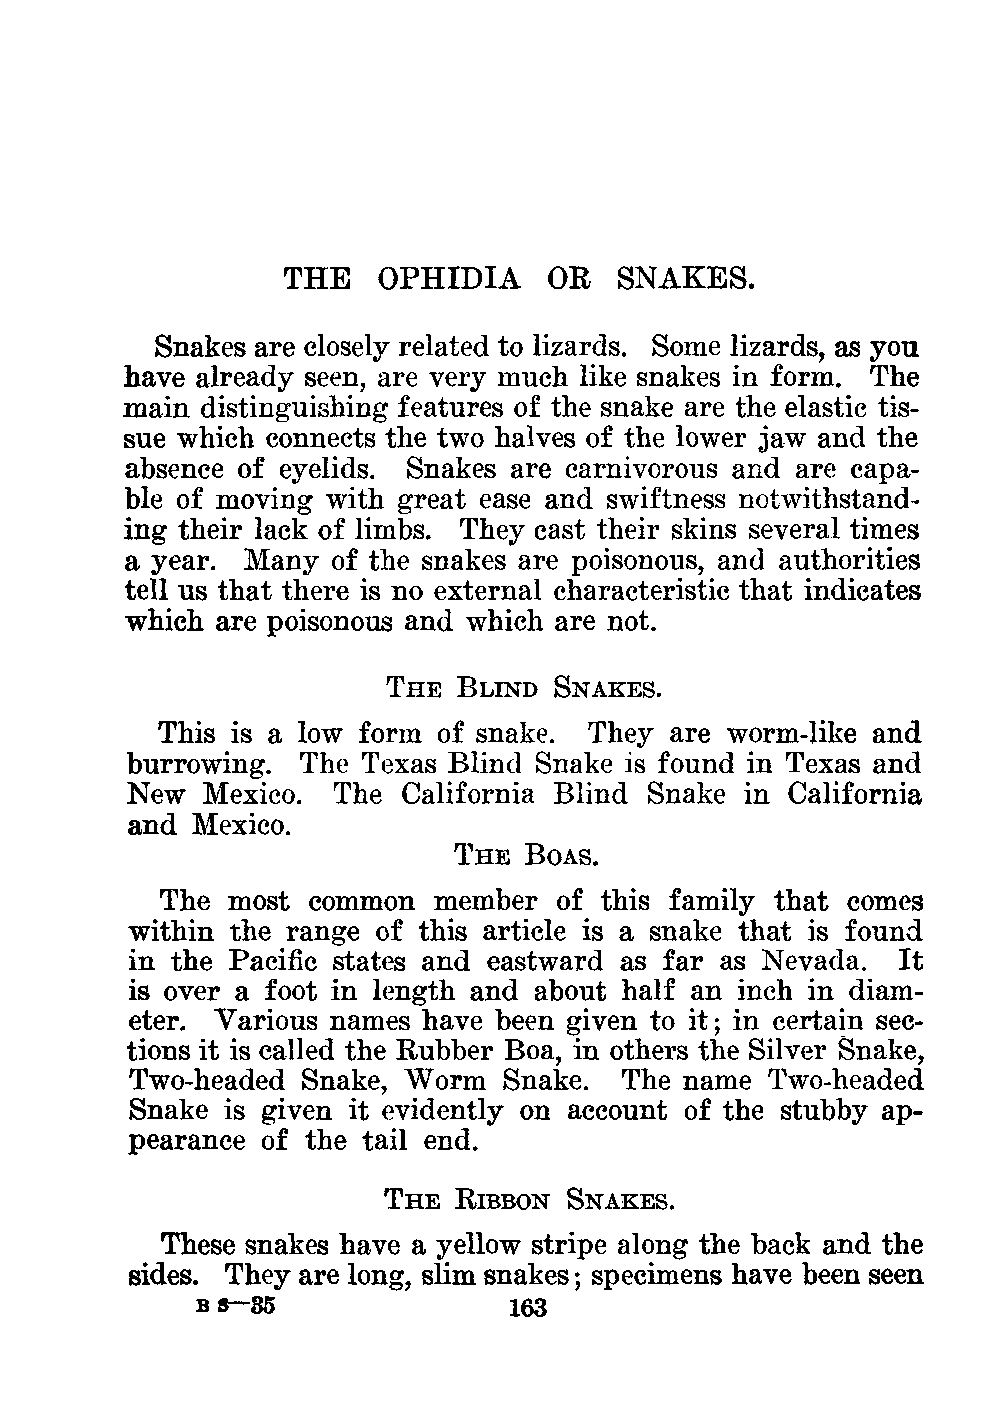 THE OPHIDIA OR SNAKES.
Snakes are closely related to lizards. Some lizards, as you
have already seen, are very much like snakes in form. The
main distinguishing features of the snake are the elastic tis-
sue which connects the two halves of the lower jaw and the
absence of eyelids. Snakes are carnivorous and are capa-
ble of moving with great ease and swiftness notwithstand-
ing their lack of limbs. They cast their skins several times
a year. Many of the snakes are poisonous, and authorities
tell us that there is no external characteristic that indicates
which are poisonous and which are not.
THE BLIND SNAKES.
This is a low form of snake. They are worm-like and
burrowing. The Texas Blind Snake is found in Texas and
New Mexico. The California Blind Snake in California
and Mexico.
THE BOAS.
The most common member of this family that comes
within the range of this article is a snake that is found
in the Pacific states and eastward as far as Nevada. It
is over a foot in length and about half an inch in diam-
eter. Various names have been given to it; in certain sec-
tions it is called the Rubber Boa, in others the Silver Snake,
Two-headed Snake, Worm Snake. The name Two-headed
Snake is given it evidently on account of the stubby ap-
pearance of the tail end.
THE RIBBON SNAKES.
These snakes have a yellow stripe along the back and the
sides. They are long, slim snakes; specimens have been seen
B S—35 163